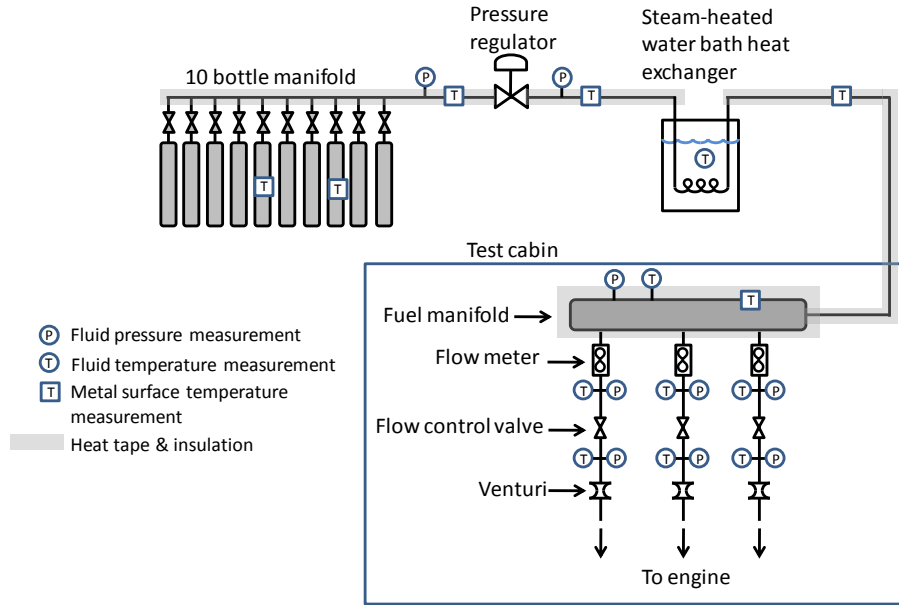 Pressure
regulator
Steam-heated
water bath heat
exchanger
10 bottle manifold
P
T
P
T
T
T
T
T
Test cabin
P
T
T
Fuel manifold
Flow meter
T P T P T P
Flow control valve
T P T P T P
Venturi
To engine
P Fluid pressure measurement
T Fluid temperature measurement
T Metal surface temperature
measurement
Heat tape & insulation